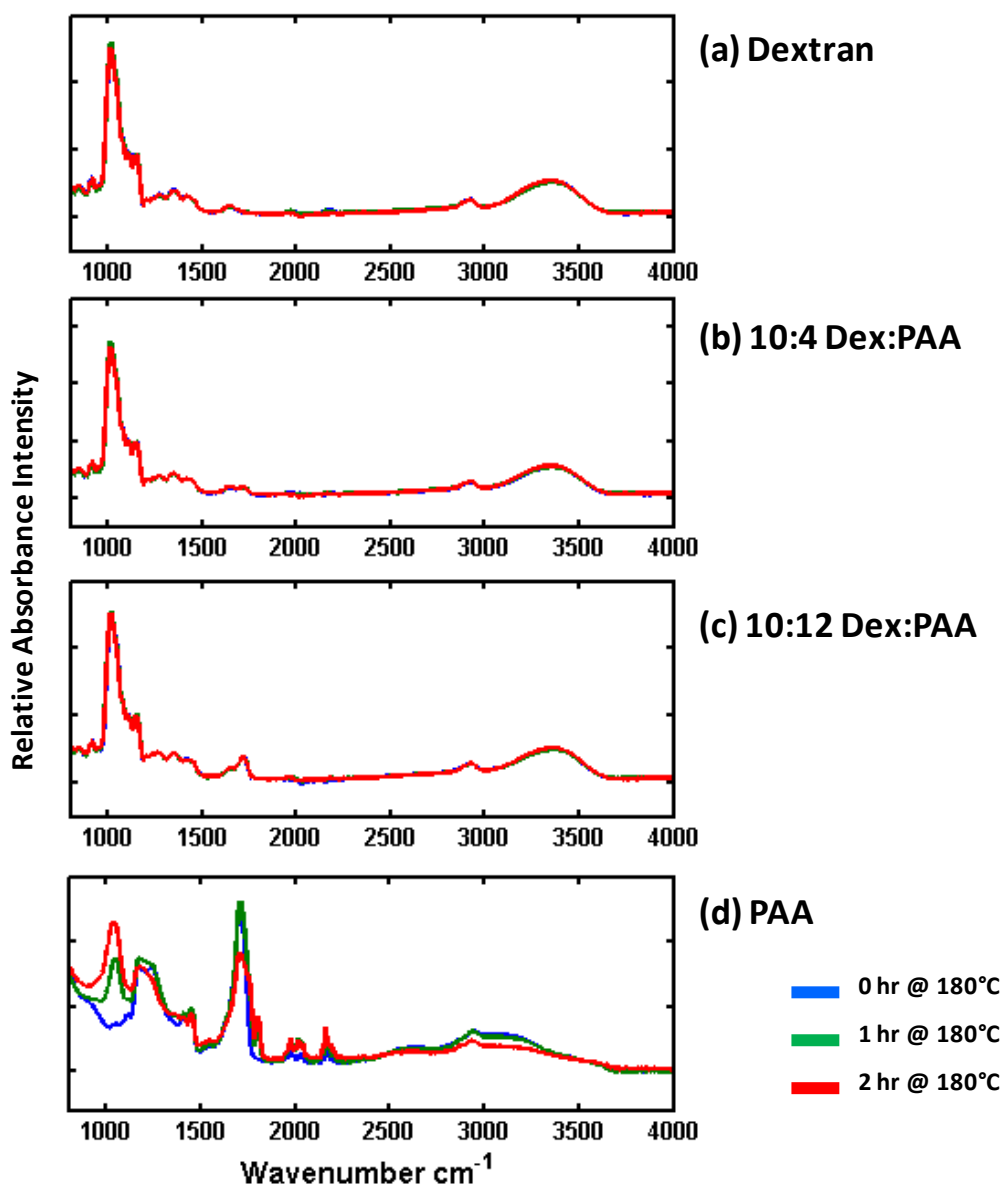 (a) Dextran
1000 1500 2000 2500 3000 3500 4000
(b) 10:4 Dex:PAA
1000 1500 2000 2500 3000 3500 4000
Relative Absorbance Intensity
(c) 10:12 Dex:PAA
1000 1500 2000 2500 3000 3500 4000
(d) PAA
0 hr @ 180°C
1 hr @ 180°C
2 hr @ 180°C
1000 1500 2000 2500 3000 3500 4000
Wavenumber cm⁻¹